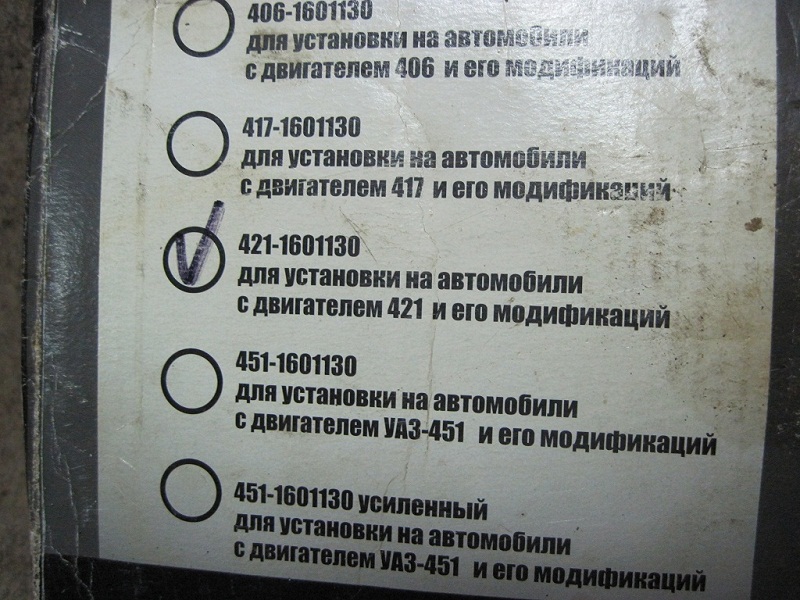 406-1601130
для установки на автомобили
с двигателем 406 и его модификаций
417-1601130
для установки на автомобили
с двигателем 417 и его модификаций
421-1601130
для установки на автомобили
с двигателем 421 и его модификаций
451-1601130
для установки на автомобили
с двигателем УАЗ-451 и его модификаций
451-1601130 усиленный
для установки на автомобили
с двигателем УАЗ-451 и его модификаций